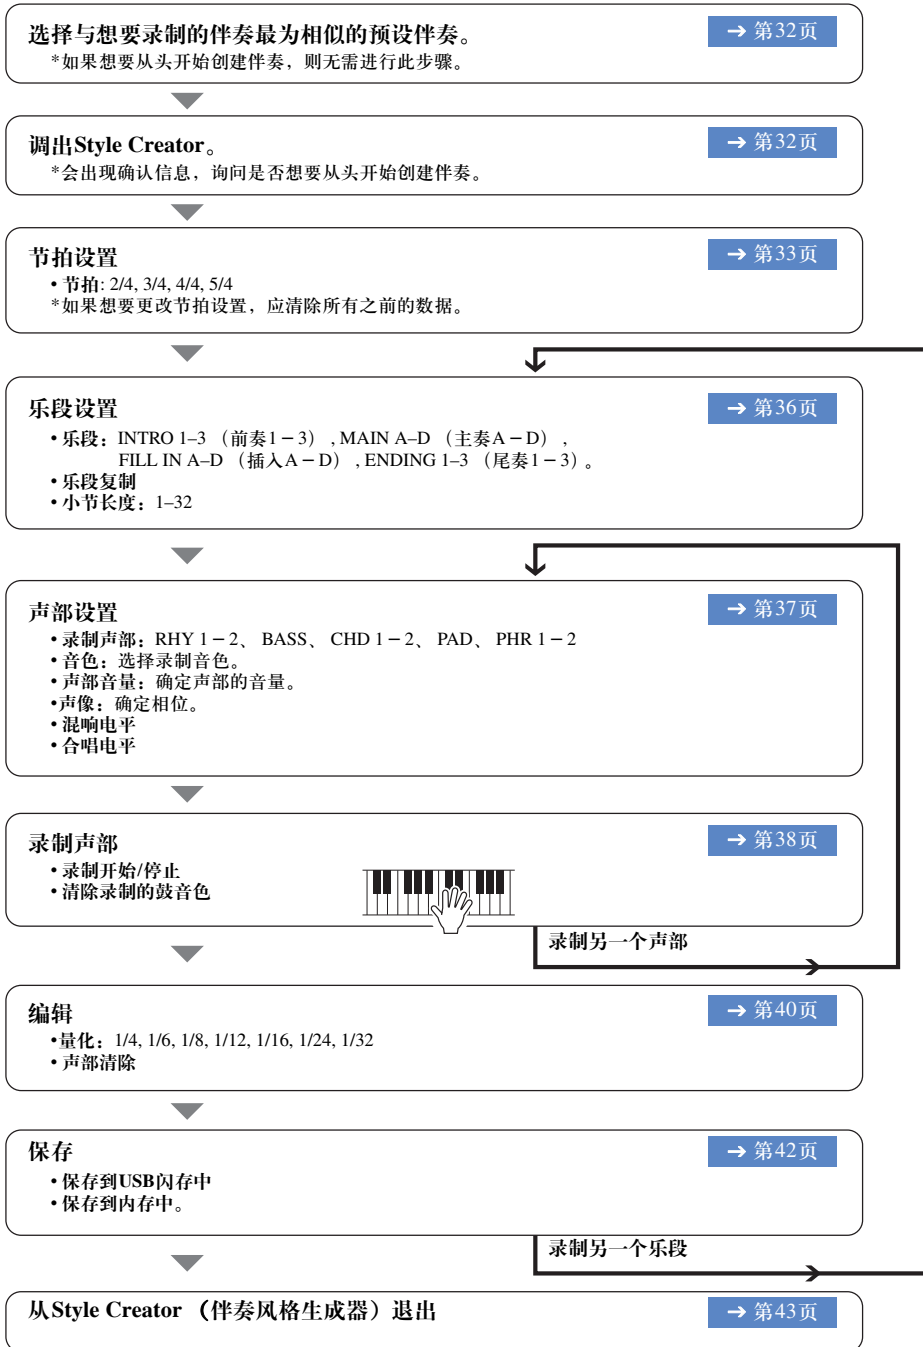 选择与想要录制的伴奏最为相似的预设伴奏。
➔ 第32页
*如果想要从头开始创建伴奏，则无需进行此步骤。
调出Style Creator。
➔ 第32页
*会出现确认信息，询问是否想要从头开始创建伴奏。
节拍设置
➔ 第33页
• 节拍: 2/4, 3/4, 4/4, 5/4
*如果想要更改节拍设置，应清除所有之前的数据。
乐段设置
➔ 第36页
• 乐段：INTRO 1–3 （前奏1－3）, MAIN A–D （主奏A－D）,
FILL IN A–D （插入A－D）, ENDING 1–3 （尾奏1－3）。
• 乐段复制
• 小节长度：1–32
声部设置
➔ 第37页
• 录制声部：RHY 1－2、 BASS、 CHD 1－2、 PAD、 PHR 1－2
• 音色：选择录制音色。
• 声部音量：确定声部的音量。
•声像：确定相位。
• 混响电平
• 合唱电平
录制声部
➔ 第38页
• 录制开始/停止
• 清除录制的鼓音色
录制另一个声部
编辑
➔ 第40页
•量化：1/4, 1/6, 1/8, 1/12, 1/16, 1/24, 1/32
• 声部清除
保存
➔ 第42页
• 保存到USB闪存中
• 保存到内存中。
录制另一个乐段
从Style Creator （伴奏风格生成器）退出
➔ 第43页